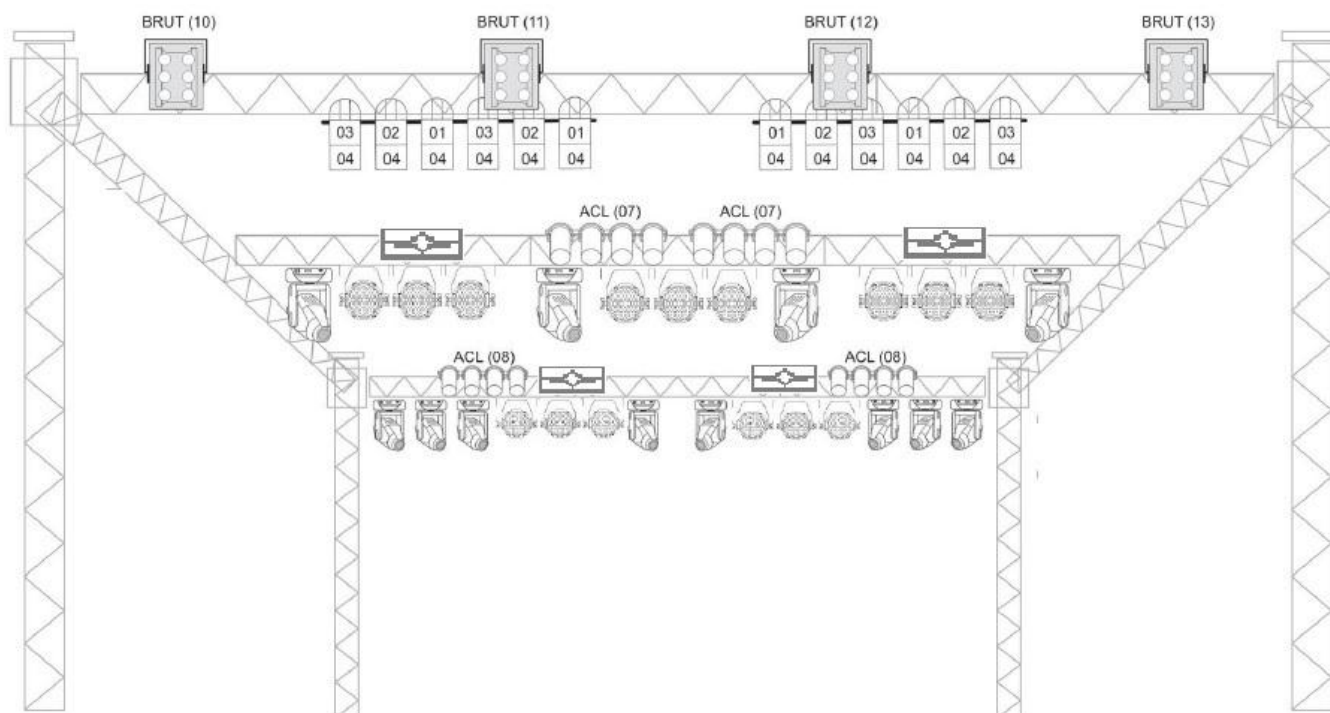 BRUT (10) BRUT (11) BRUT (12) BRUT (13)
03 02 01 03 02 01 01 02 03 01 02 03
04 04 04 04 04 04 04 04 04 04 04 04
ACL (07) ACL (07)
ACL (08) ACL (08)